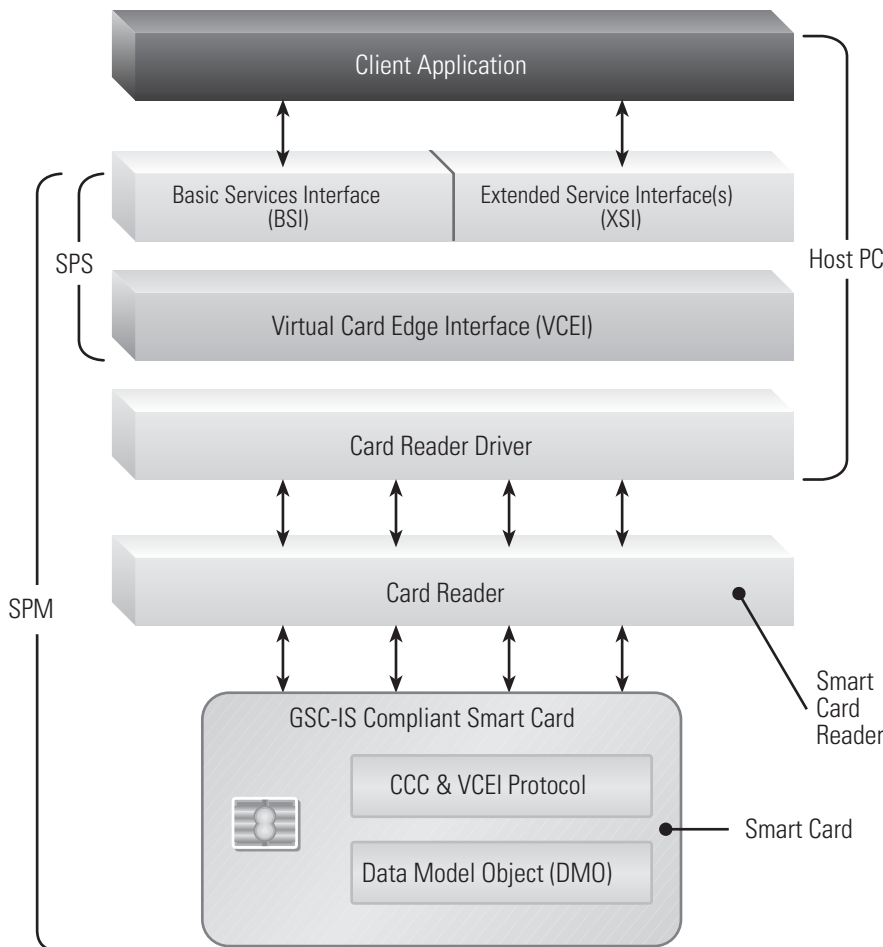 Client Application
Basic Services Interface
(BSI)
Extended Service Interface(s)
(XSI)
SPS
Host PC
Virtual Card Edge Interface (VCEI)
Card Reader Driver
Card Reader
SPM
Smart
Card
Reader
GSC-IS Compliant Smart Card
CCC & VCEI Protocol
Smart Card
Data Model Object (DMO)